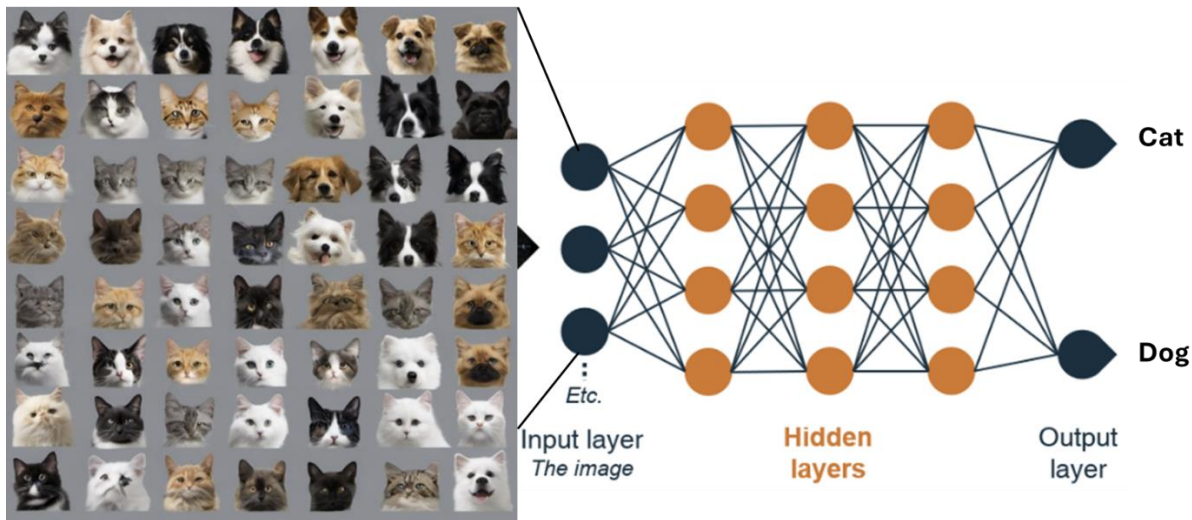 Cat
Dog
Etc.
Input layer
The image
Hidden
layers
Output
layer